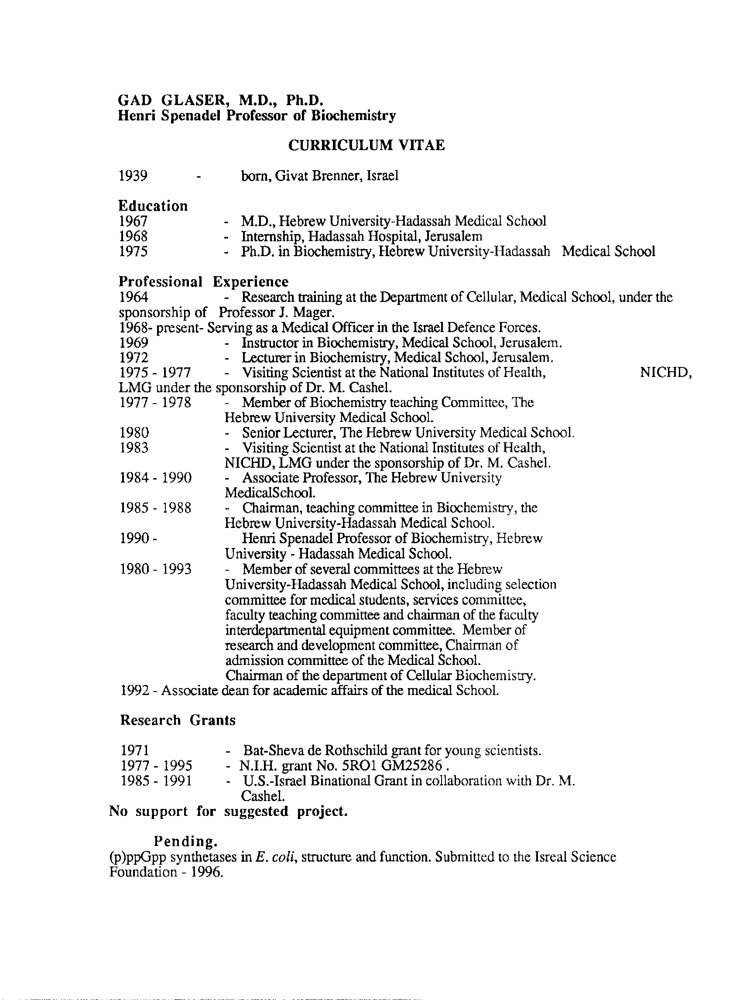 GAD GLASER, M.D., Ph.D.
Henri Spenadel Professor of Biochemistry
CURRICULUM VITAE
1939 - born, Givat Brenner, Israel
Education
1967 - M.D., Hebrew University-Hadassah Medical School
1968 - Internship, Hadassah Hospital, Jerusalem
1975 - Ph.D. in Biochemistry, Hebrew University-Hadassah Medical School
Professional Experience
1964 - Research training at the Department of Cellular, Medical School, under the
sponsorship of Professor J. Mager.
1968- present- Serving as a Medical Officer in the Israel Defence Forces.
1969 - Instructor in Biochemistry, Medical School, Jerusalem.
1972 - Lecturer in Biochemistry, Medical School, Jerusalem.
1975 - 1977 - Visiting Scientist at the National Institutes of Health, NICHD,
LMG under the sponsorship of Dr. M. Cashel.
1977 - 1978 - Member of Biochemistry teaching Committee, The
Hebrew University Medical School.
1980 - Senior Lecturer, The Hebrew University Medical School.
1983 - Visiting Scientist at the National Institutes of Health,
NICHD, LMG under the sponsorship of Dr. M. Cashel.
1984 - 1990 - Associate Professor, The Hebrew University
MedicalSchool.
1985 - 1988 - Chairman, teaching committee in Biochemistry, the
Hebrew University-Hadassah Medical School.
1990 - Henri Spenadel Professor of Biochemistry, Hebrew
University - Hadassah Medical School.
1980 - 1993 - Member of several committees at the Hebrew
University-Hadassah Medical School, including selection
committee for medical students, services committee,
faculty teaching committee and chairman of the faculty
interdepartmental equipment committee. Member of
research and development committee, Chairman of
admission committee of the Medical School.
Chairman of the department of Cellular Biochemistry.
1992 - Associate dean for academic affairs of the medical School.
Research Grants
1971 - Bat-Sheva de Rothschild grant for young scientists.
1977 - 1995 - N.I.H. grant No. 5RO1 GM25286 .
1985 - 1991 - U.S.-Israel Binational Grant in collaboration with Dr. M.
Cashel.
No support for suggested project.
Pending.
(p)ppGpp synthetases in E. coli, structure and function. Submitted to the Isreal Science
Foundation - 1996.